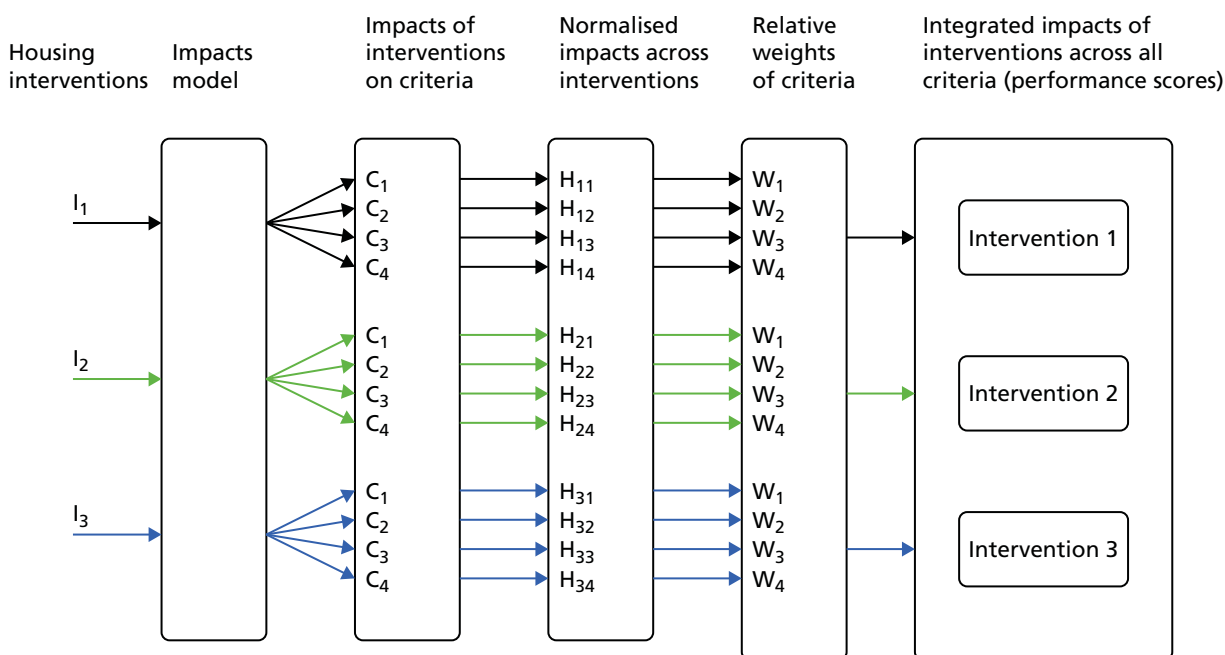 Housing
interventions
Impacts
model
Impacts of
interventions
on criteria
Normalised
impacts across
interventions
Relative
weights
of criteria
Integrated impacts of
interventions across all
criteria (performance scores)
I₁
C₁ H₁₁ W₁
C₂ H₁₂ W₂
C₃ H₁₃ W₃
C₄ H₁₄ W₄
Intervention 1
I₂
C₁ H₂₁ W₁
C₂ H₂₂ W₂
C₃ H₂₃ W₃
C₄ H₂₄ W₄
Intervention 2
I₃
C₁ H₃₁ W₁
C₂ H₃₂ W₂
C₃ H₃₃ W₃
C₄ H₃₄ W₄
Intervention 3